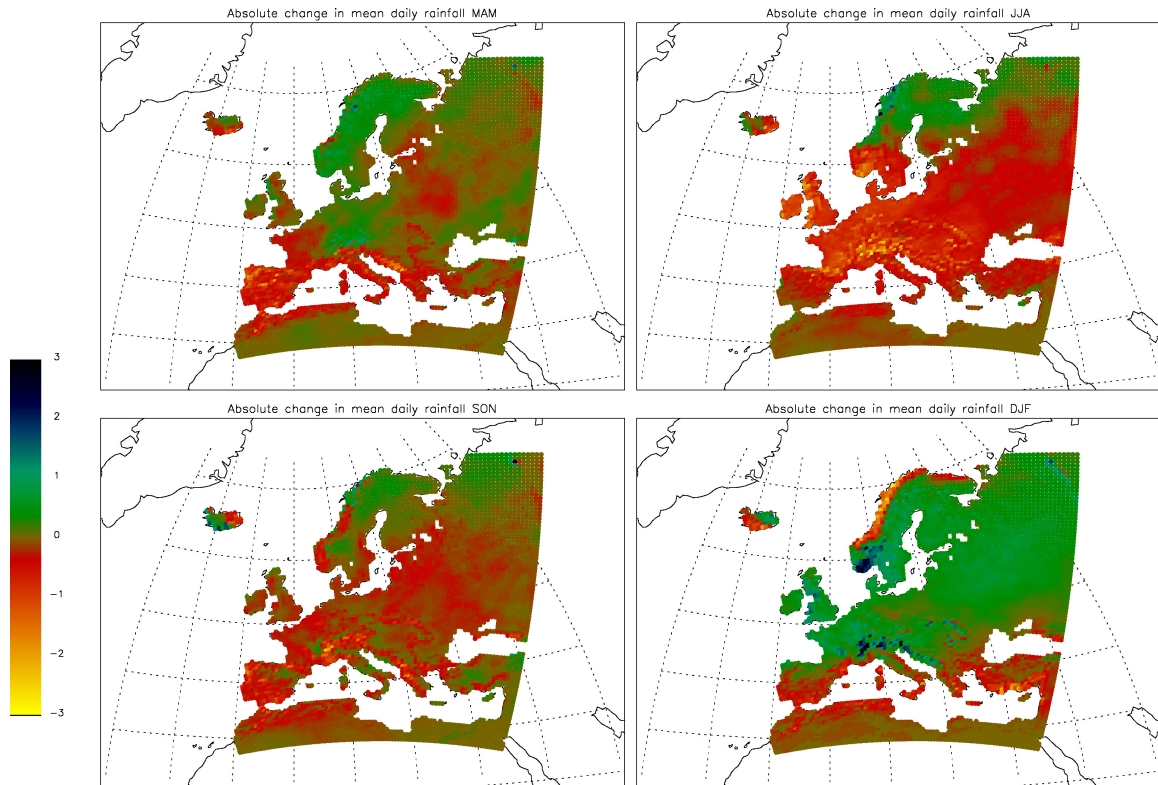 Absolute change in mean daily rainfall MAM
Absolute change in mean daily rainfall JJA
3
2
1
0
−1
−2
−3
Absolute change in mean daily rainfall SON
Absolute change in mean daily rainfall DJF